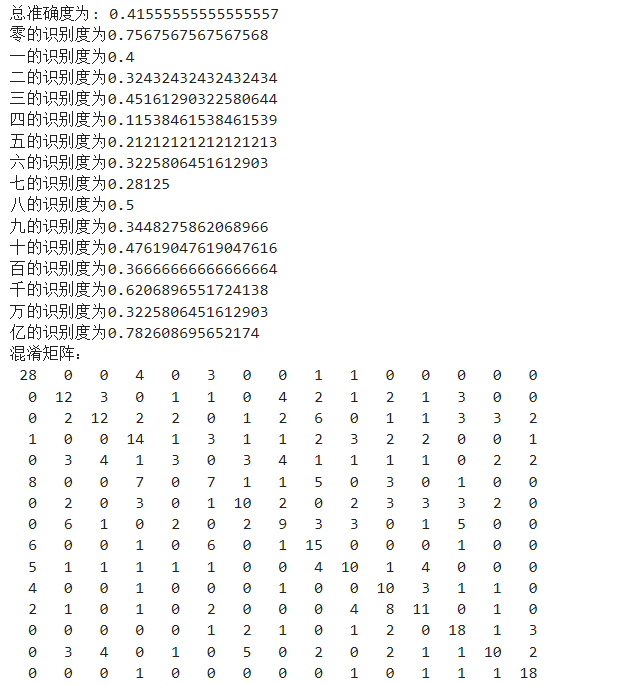 总准确度为: 0.41555555555555557
零的识别度为0.7567567567567568
一的识别度为0.4
二的识别度为0.32432432432432434
三的识别度为0.45161290322580644
四的识别度为0.11538461538461539
五的识别度为0.21212121212121213
六的识别度为0.3225806451612903
七的识别度为0.28125
八的识别度为0.5
九的识别度为0.3448275862068966
十的识别度为0.47619047619047616
百的识别度为0.36666666666666664
千的识别度为0.6206896551724138
万的识别度为0.3225806451612903
亿的识别度为0.782608695652174
混淆矩阵:
28 0 0 4 0 3 0 0 1 1 0 0 0 0 0
0 12 3 0 1 1 0 4 2 1 2 1 3 0 0
0 2 12 2 2 0 1 2 6 0 1 1 3 3 2
1 0 0 14 1 3 1 1 2 3 2 2 0 0 1
0 3 4 1 3 0 3 4 1 1 1 1 0 2 2
8 0 0 7 0 7 1 1 5 0 3 0 1 0 0
0 2 0 3 0 1 10 2 0 2 3 3 3 2 0
0 6 1 0 2 0 2 9 3 3 0 1 5 0 0
6 0 0 1 0 6 0 1 15 0 0 0 1 0 0
5 1 1 1 1 1 0 0 4 10 1 4 0 0 0
4 0 0 1 0 0 0 1 0 0 10 3 1 1 0
2 1 0 1 0 2 0 0 0 4 8 11 0 1 0
0 0 0 0 0 1 2 1 0 1 2 0 18 1 3
0 3 4 0 1 0 5 0 2 0 2 1 1 10 2
0 0 0 1 0 0 0 0 0 1 0 1 1 1 18